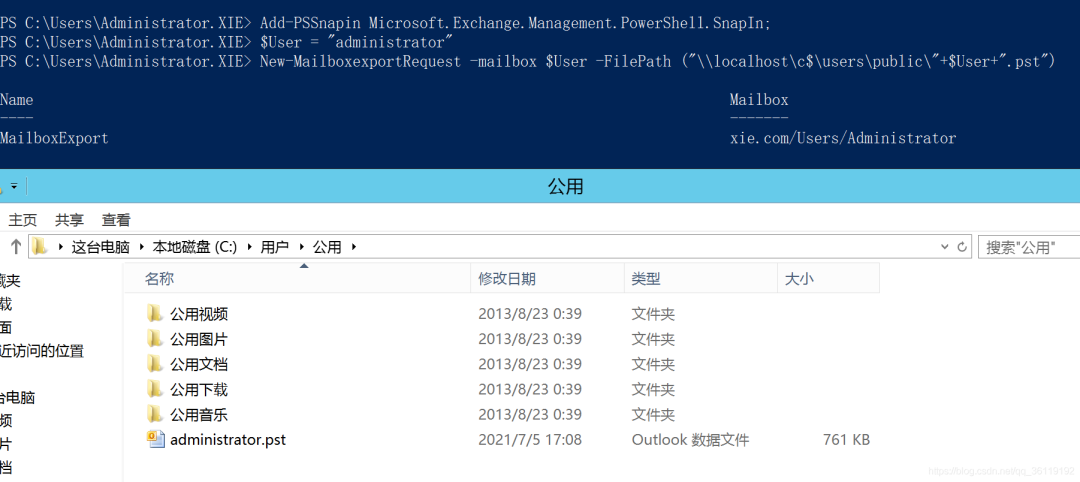 PS C:\Users\Administrator.XIE> Add-PSSnapin Microsoft.Exchange.Management.PowerShell.SnapIn;
PS C:\Users\Administrator.XIE> $User = "administrator"
PS C:\Users\Administrator.XIE> New-MailboxexportRequest -mailbox $User -FilePath ("\\localhost\c$\users\public\"+$User+".pst")
Name Mailbox
---- -------
MailboxExport xie.com/Users/Administrator
公用
主页 共享 查看
这台电脑 本地磁盘 (C:) 用户 公用 搜索"公用"
名称 修改日期 类型 大小
藏夹
载
面
近访问的位置
台电脑
频
片
档
公用视频 2013/8/23 0:39 文件夹
公用图片 2013/8/23 0:39 文件夹
公用文档 2013/8/23 0:39 文件夹
公用下载 2013/8/23 0:39 文件夹
公用音乐 2013/8/23 0:39 文件夹
administrator.pst 2021/7/5 17:08 Outlook 数据文件 761 KB
https://blog.csdn.net/qq_36119192